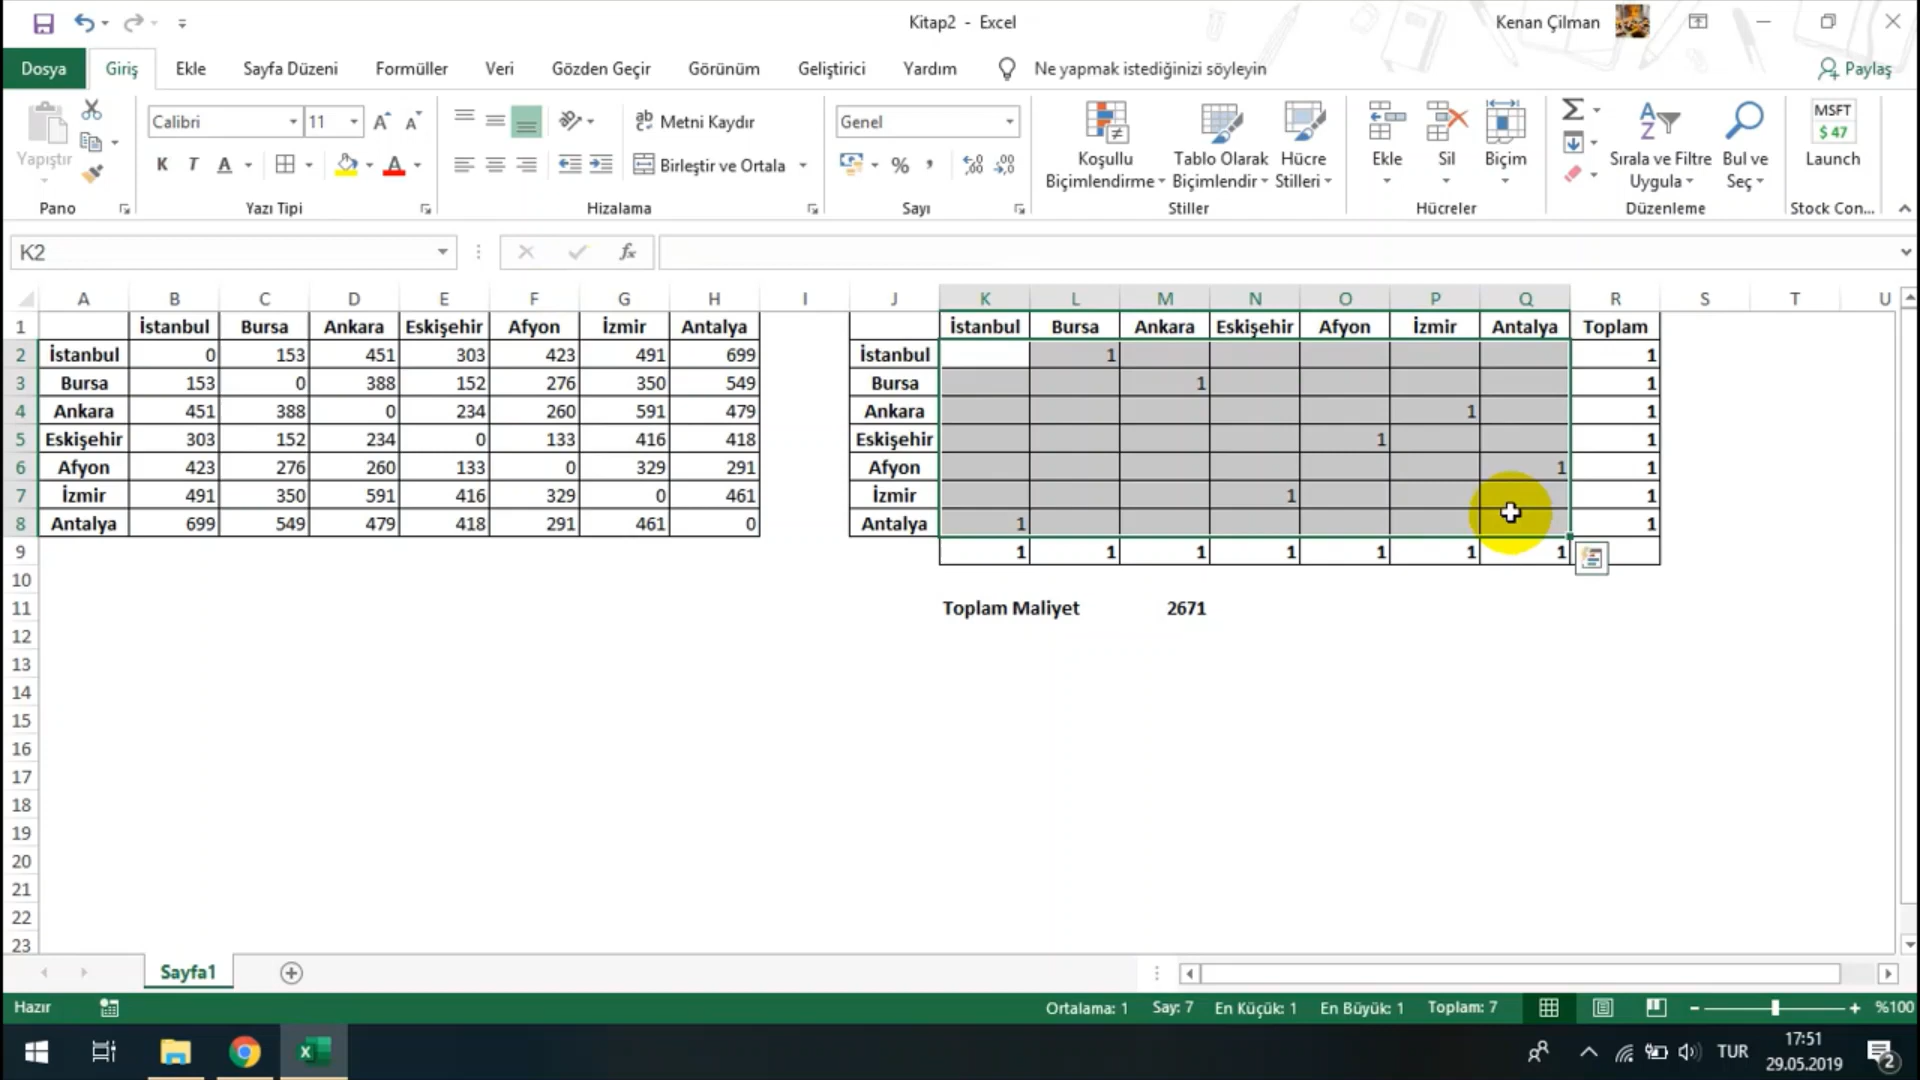 Kitap2 - Excel
Kenan Çilman
Dosya Giriş Ekle Sayfa Düzeni Formüller Veri Gözden Geçir Görünüm Geliştirici Yardım Ne yapmak istediğinizi söyleyin Paylaş
Yapıştır
Calibri 11
K T A
Metni Kaydır
Birleştir ve Ortala
Genel
Koşullu Biçimlendirme
Tablo Olarak Biçimlendir
Hücre Stilleri
Ekle
Sil
Biçim
Sırala ve Filtre Uygula
Bul ve Seç
MSFT
$ 47
Launch
Pano Yazı Tipi Hizalama Sayı Stiller Hücreler Düzenleme Stock Con...
K2 fx
A B C D E F G H I J K L M N O P Q R S T U
1 İstanbul Bursa Ankara Eskişehir Afyon İzmir Antalya İstanbul Bursa Ankara Eskişehir Afyon İzmir Antalya Toplam
2 İstanbul 0 153 451 303 423 491 699 İstanbul 1 1
3 Bursa 153 0 388 152 276 350 549 Bursa 1 1
4 Ankara 451 388 0 234 260 591 479 Ankara 1 1
5 Eskişehir 303 152 234 0 133 416 418 Eskişehir 1 1
6 Afyon 423 276 260 133 0 329 291 Afyon 1 1
7 İzmir 491 350 591 416 329 0 461 İzmir 1 1
8 Antalya 699 549 479 418 291 461 0 Antalya 1 1
9 1 1 1 1 1 1 1
10
11 Toplam Maliyet 2671
12
13
14
15
16
17
18
19
20
21
22
23
Sayfa1
Hazır Ortalama: 1 Say: 7 En Küçük: 1 En Büyük: 1 Toplam: 7 %100
TUR
17:51
29.05.2019
2